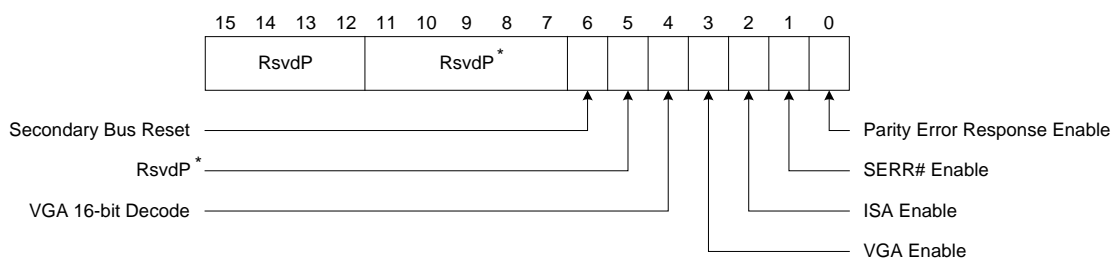 15 14 13 12 11 10 9 8 7 6 5 4 3 2 1 0
RsvdP RsvdP*
Secondary Bus Reset Parity Error Response Enable
RsvdP* SERR# Enable
VGA 16-bit Decode ISA Enable
VGA Enable